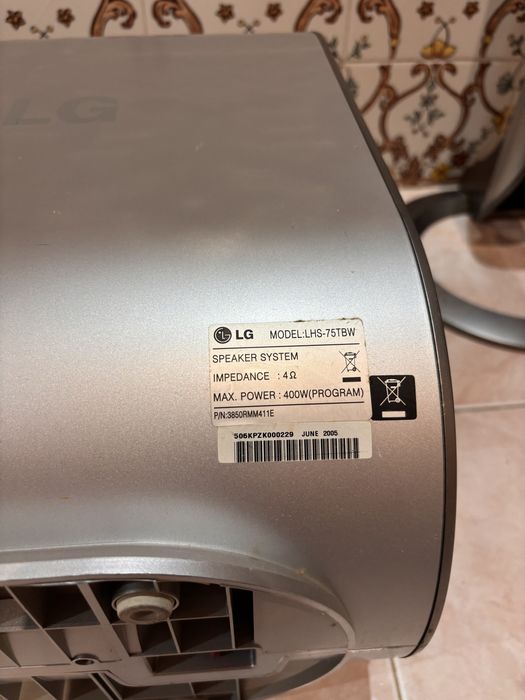 LG
LG MODEL:LHS-75TBW
SPEAKER SYSTEM
IMPEDANCE : 4Ω
MAX. POWER : 400W(PROGRAM)
P/N:3850RMM411E
506KPZK000229 JUNE 2005